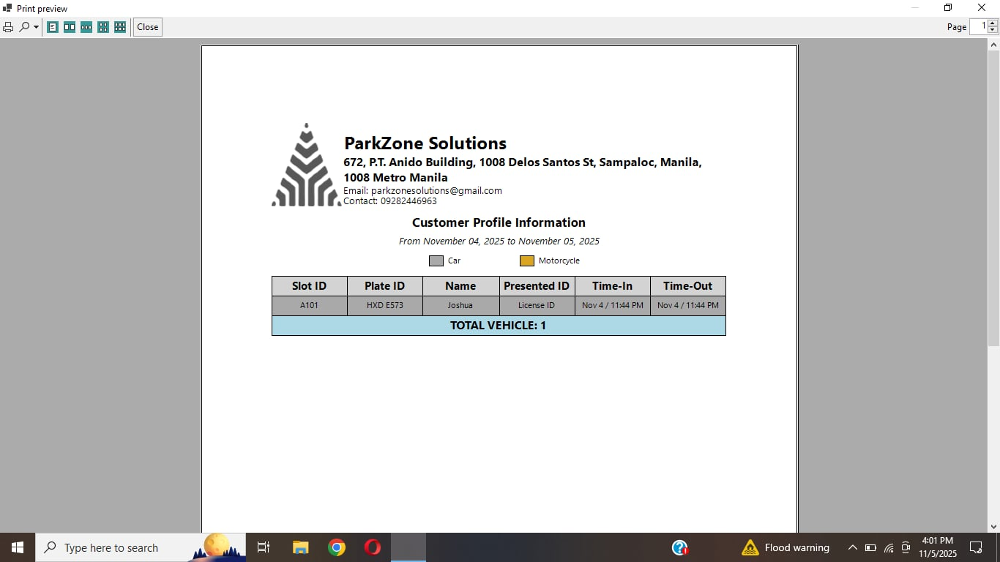 Print preview
Close
Page 1
ParkZone Solutions
672, P.T. Anido Building, 1008 Delos Santos St, Sampaloc, Manila,
1008 Metro Manila
Email: parkzonesolutions@gmail.com
Contact: 09282446963
Customer Profile Information
From November 04, 2025 to November 05, 2025
Car Motorcycle
Slot ID Plate ID Name Presented ID Time-In Time-Out
A101 HXD E573 Joshua License ID Nov 4 / 11:44 PM Nov 4 / 11:44 PM
TOTAL VEHICLE: 1
Type here to search
Flood warning
4:01 PM
11/5/2025